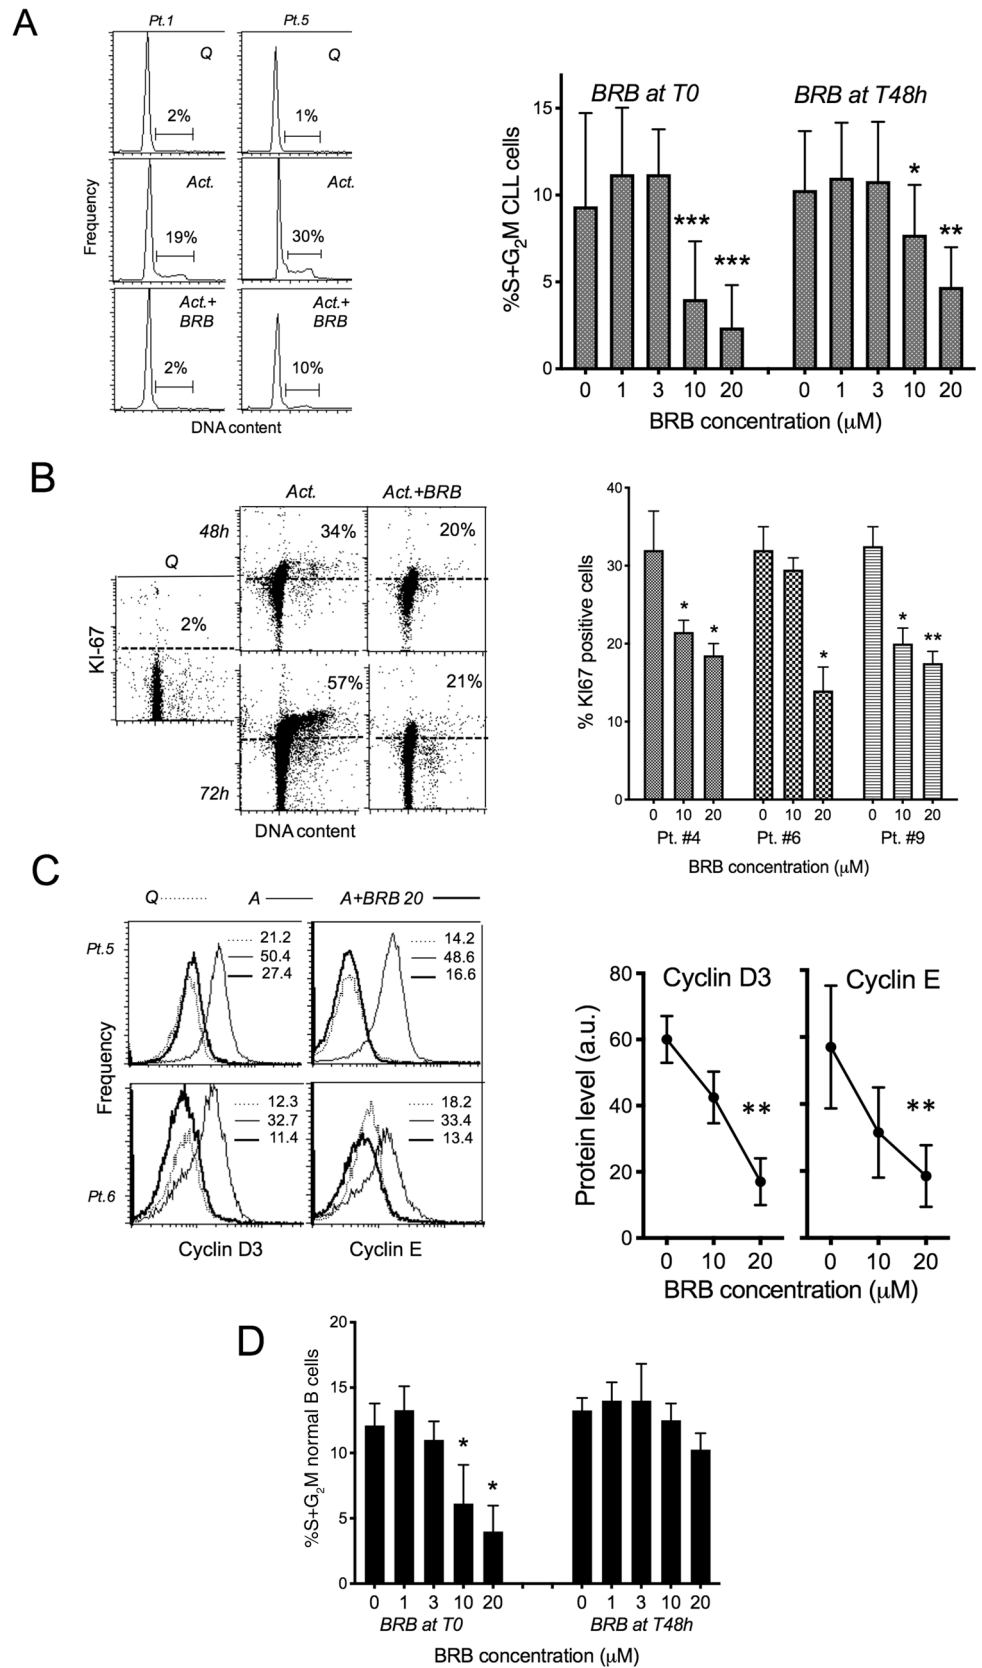 A
Pt.1
Pt.5
Q
2%
1%
Act.
Act.
19%
30%
Act.+
BRB
Act.+
BRB
2%
10%
Frequency
DNA content
BRB at T0
BRB at T48h
15
10
5
0
%S+G2M CLL cells
***
***
*
**
0 1 3 10 20 0 1 3 10 20
BRB concentration (µM)
B
Act.
Act.+BRB
48h
34%
20%
Q
2%
KI-67
57%
21%
72h
DNA content
40
30
20
10
0
% KI67 positive cells
*
*
*
*
**
0 10 20 0 10 20 0 10 20
Pt. #4 Pt. #6 Pt. #9
BRB concentration (µM)
C
Q
A
A+BRB 20
Pt.5
21.2
50.4
27.4
14.2
48.6
16.6
Frequency
12.3
32.7
11.4
18.2
33.4
13.4
Pt.6
Cyclin D3
Cyclin E
80
60
40
20
0
Protein level (a.u.)
Cyclin D3
Cyclin E
**
**
0 10 20 0 10 20
BRB concentration (µM)
D
20
15
10
5
0
%S+G2M normal B cells
*
*
0 1 3 10 20 0 1 3 10 20
BRB at T0
BRB at T48h
BRB concentration (µM)